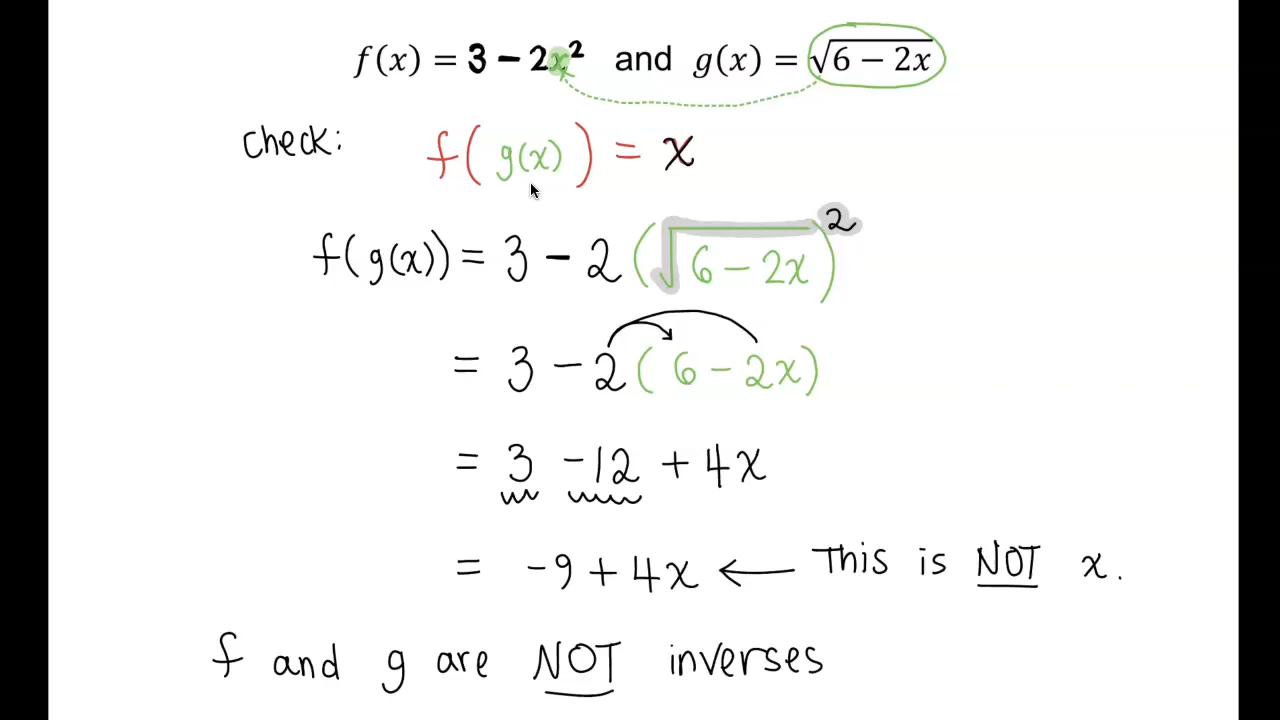 f(x) = 3 − 2x² and g(x) = √(6 − 2x)
Check: f(g(x)) = x
f(g(x)) = 3 − 2(√(6 − 2x))²
= 3 − 2(6 − 2x)
= 3 − 12 + 4x
= −9 + 4x ← This is NOT x.
f and g are NOT inverses